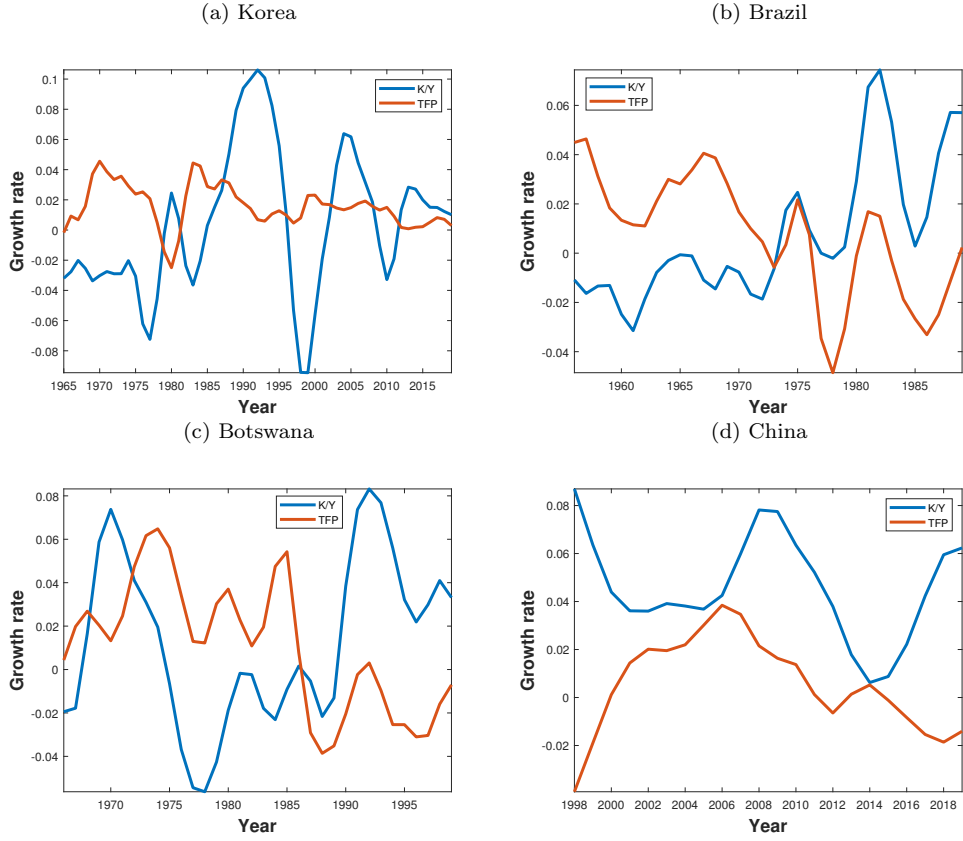 (a) Korea
K/Y
TFP
Growth rate
0.1
0.08
0.06
0.04
0.02
0
-0.02
-0.04
-0.06
-0.08
1965 1970 1975 1980 1985 1990 1995 2000 2005 2010 2015
Year
(b) Brazil
K/Y
TFP
Growth rate
0.06
0.04
0.02
0
-0.02
-0.04
1960 1965 1970 1975 1980 1985
Year
(c) Botswana
K/Y
TFP
Growth rate
0.08
0.06
0.04
0.02
0
-0.02
-0.04
1970 1975 1980 1985 1990 1995
Year
(d) China
K/Y
TFP
Growth rate
0.08
0.06
0.04
0.02
0
-0.02
1998 2000 2002 2004 2006 2008 2010 2012 2014 2016 2018
Year